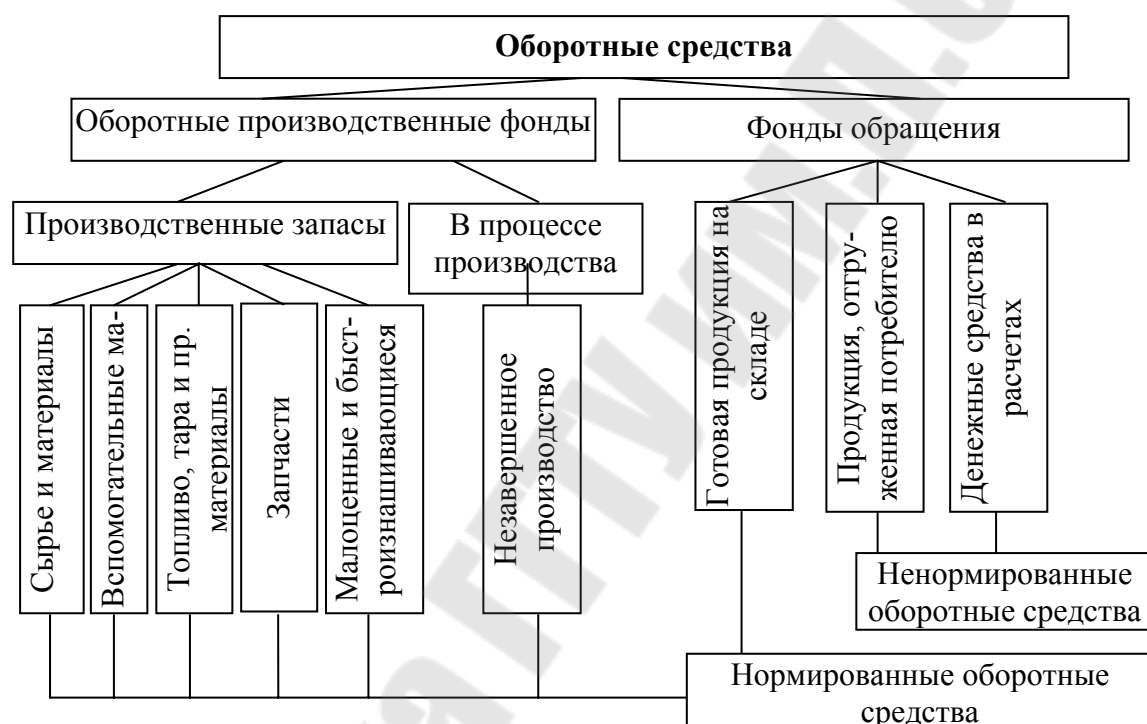 Оборотные средства
Оборотные производственные фонды
Фонды обращения
Производственные запасы
В процессе
производства
Сырье и материалы
Вспомогательные ма-
Топливо, тара и пр.
материалы
Запчасти
Малоценные и быст-
роизнашивающиеся
Незавершенное
производство
Готовая продукция на
складе
Продукция, отгру-
женная потребителю
Денежные средства в
расчетах
Ненормированные
оборотные средства
Нормированные оборотные
средства